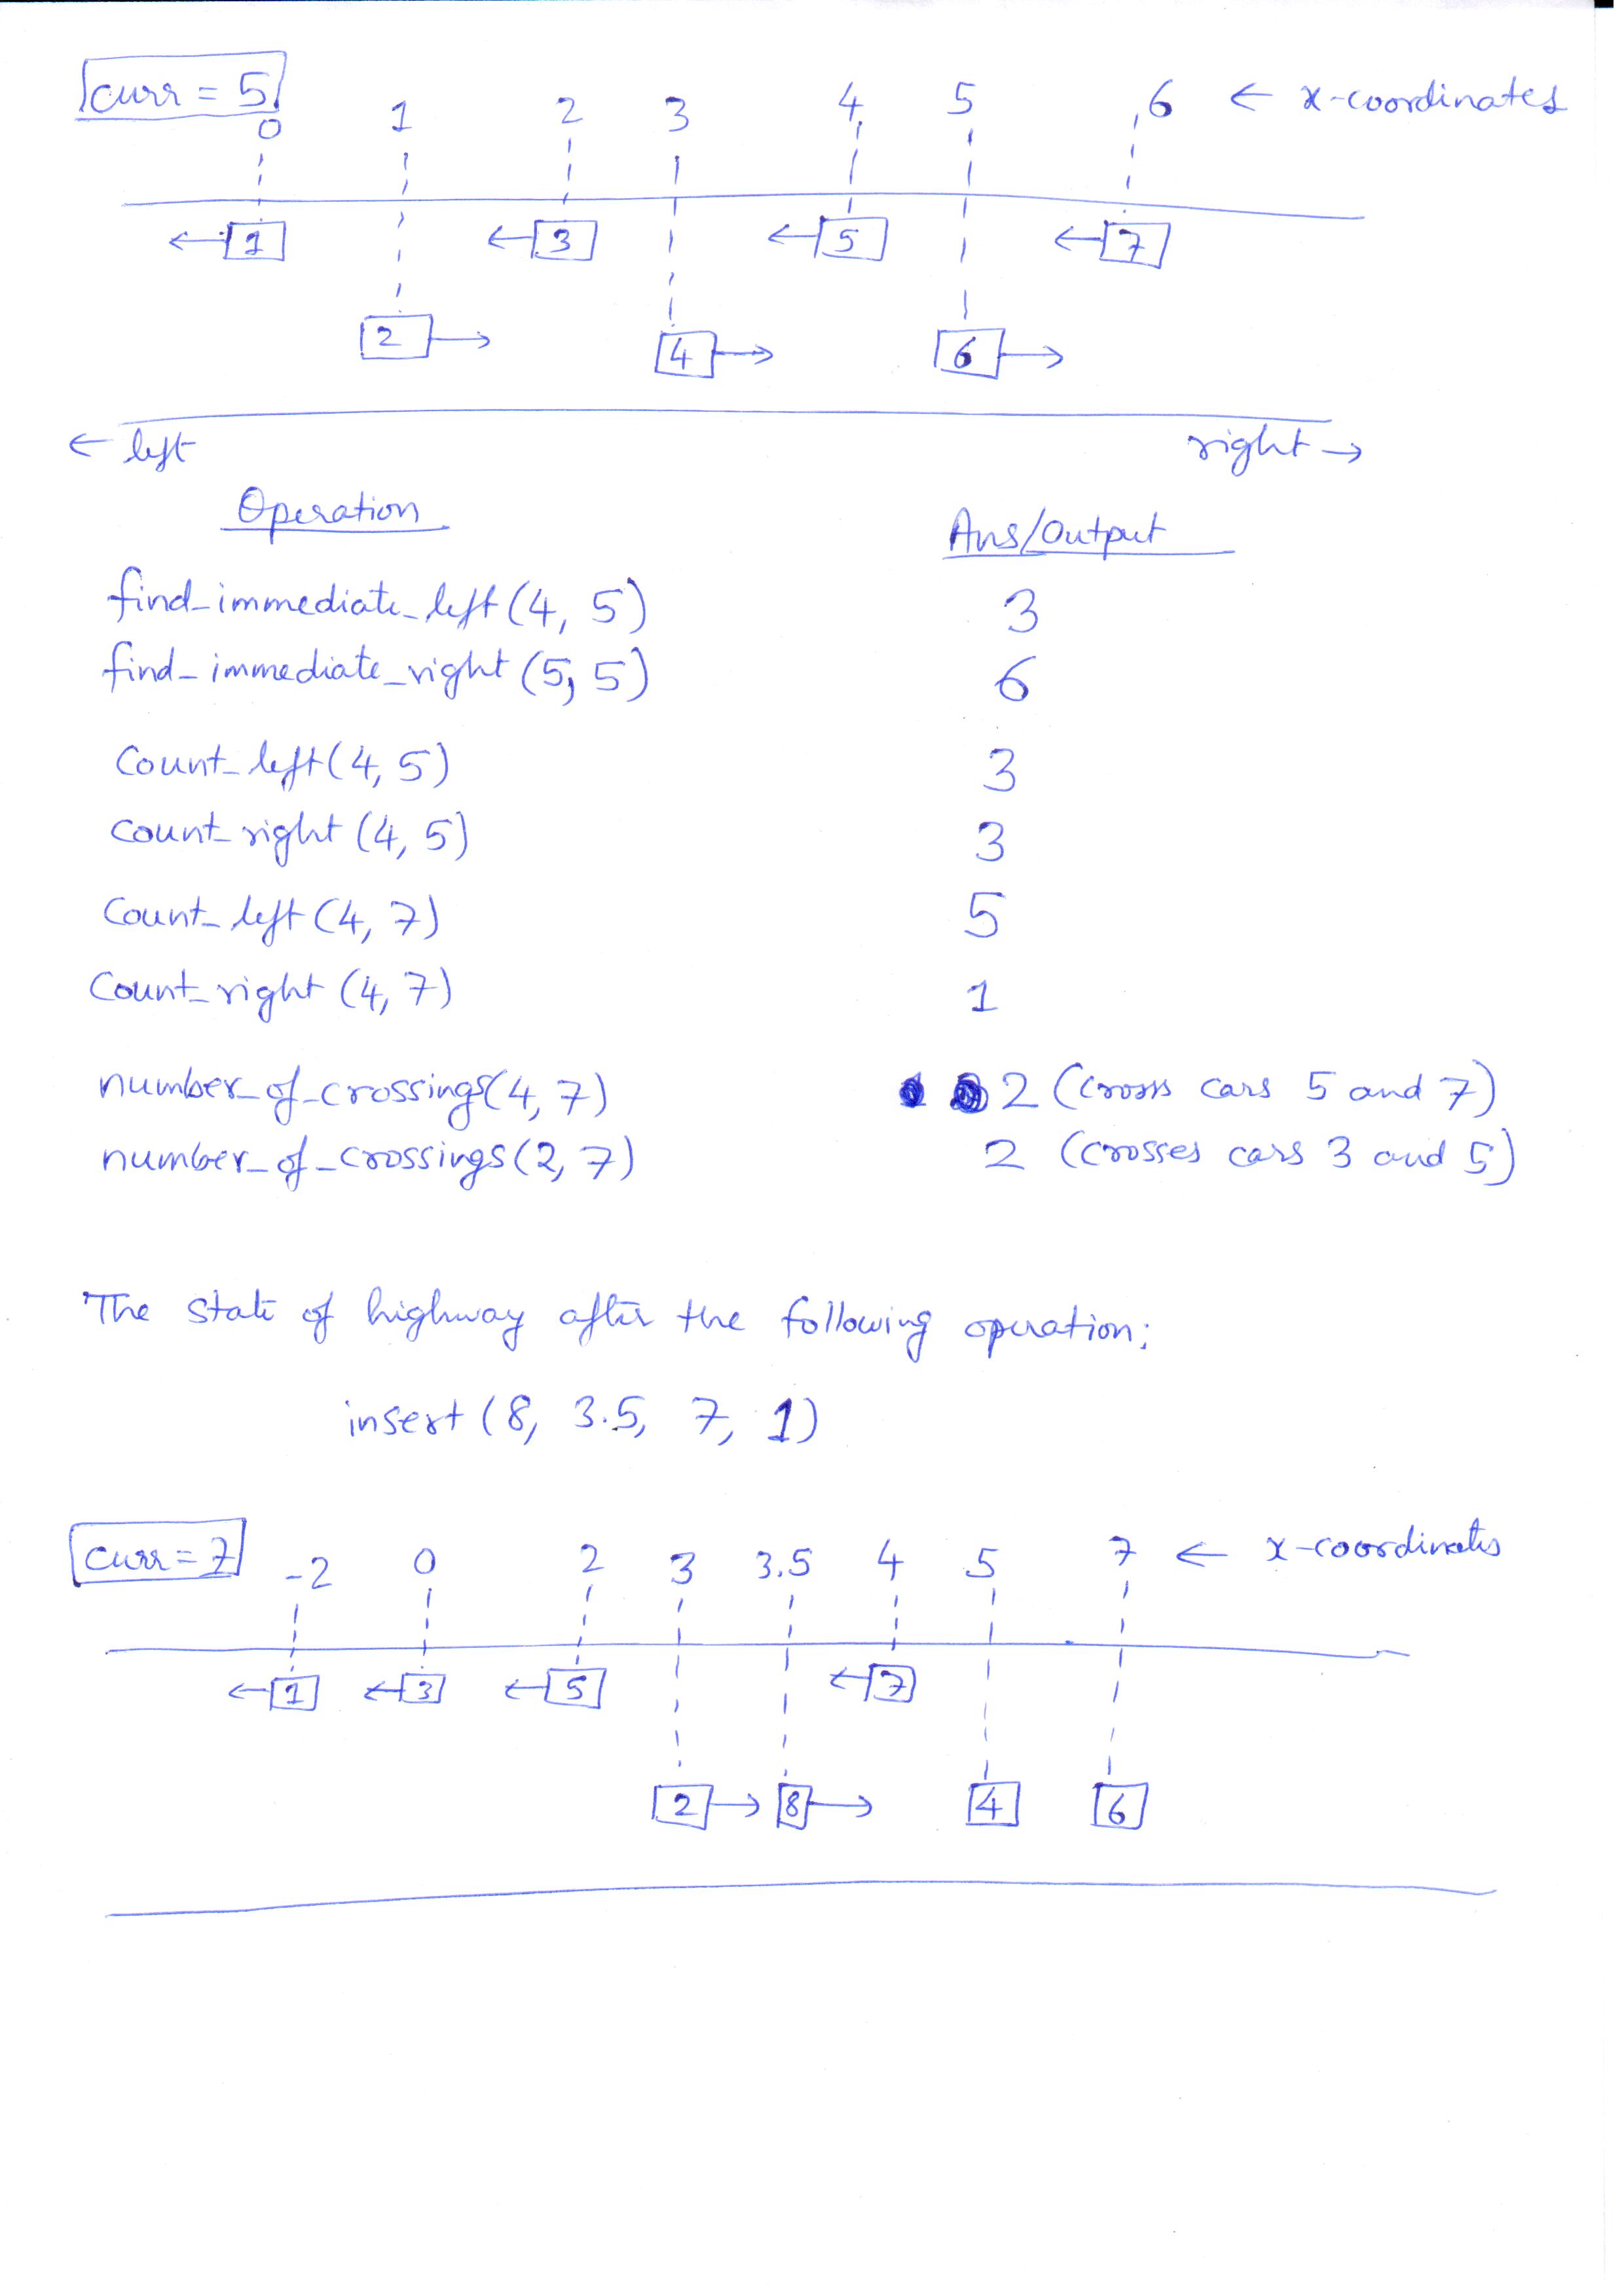 curr = 5
0 1 2 3 4 5 6 ← x-coordinates
← 1 ← 3 ← 5 ← 7
2 → 4 → 6 →
← left right →
Operation Ans/Output
find_immediate_left (4, 5) 3
find_immediate_right (5, 5) 6
Count_left (4, 5) 3
count_right (4, 5) 3
Count_left (4, 7) 5
Count_right (4, 7) 1
number_of_crossings (4, 7) 2 (cross cars 5 and 7)
number_of_crossings (2, 7) 2 (crosses cars 3 and 5)
The state of highway after the following operation:
insert (8, 3.5, 7, 1)
curr = 7
-2 0 2 3 3.5 4 5 7 ← x-coordinates
← 1 ← 3 ← 5 ← 7
2 → 8 → 4 6